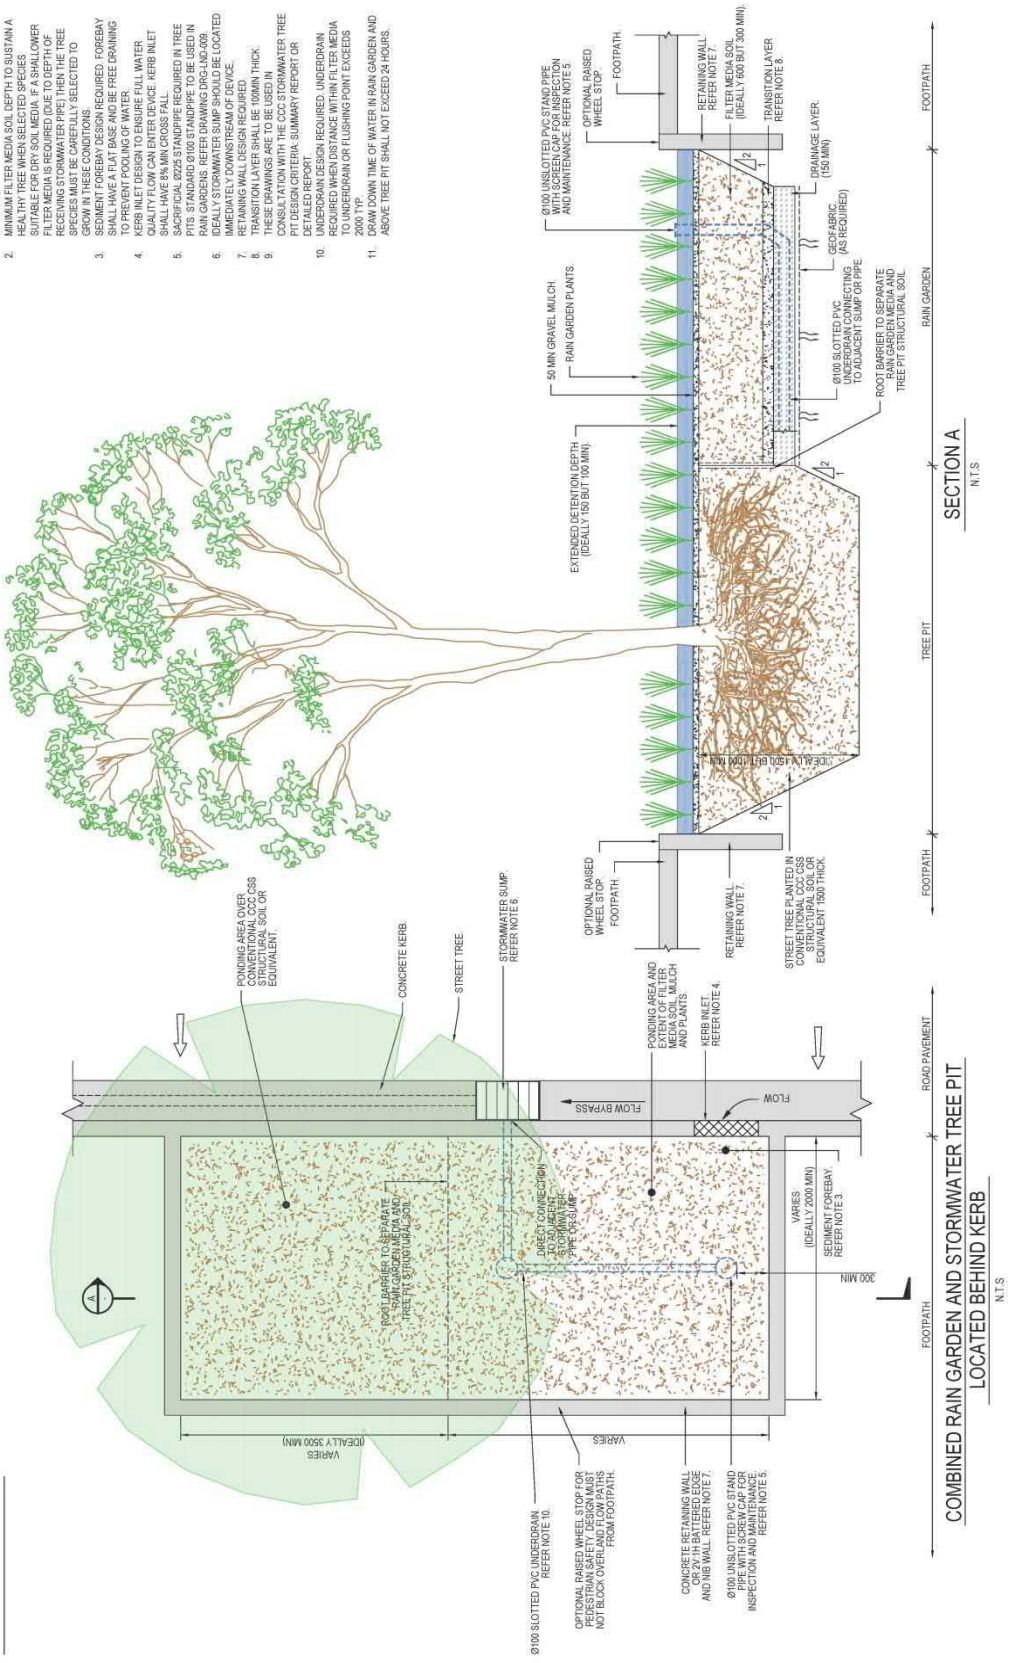 2. MINIMUM FILTER MEDIA SOIL DEPTH TO SUSTAIN A
HEALTHY TREE WHEN SELECTED SPECIES
SUITABLE FOR DRY SOIL MEDIA. IF A SHALLOWER
FILTER MEDIA IS REQUIRED (DUE TO DEPTH OF
RECEIVING STORMWATER PIPE) THEN THE TREE
SPECIES MUST BE CAREFULLY SELECTED TO
GROW IN THESE CONDITIONS.
3. SEDIMENT FOREBAY DESIGN REQUIRED. FOREBAY
SHALL HAVE A FLAT BASE AND BE FREE DRAINING
TO PREVENT POOLING OF WATER.
4. KERB INLET DESIGN TO ENSURE FULL WATER
QUALITY FLOW CAN ENTER DEVICE. KERB INLET
SHALL HAVE 8% MIN CROSS FALL.
5. SACRIFICIAL Ø225 STANDPIPE REQUIRED IN TREE
PITS. STANDARD Ø100 STANDPIPE TO BE USED IN
RAIN GARDENS. REFER DRAWING DRG-LND-009.
6. IDEALLY STORMWATER SUMP SHOULD BE LOCATED
IMMEDIATELY DOWNSTREAM OF DEVICE.
7. RETAINING WALL DESIGN REQUIRED.
8. TRANSITION LAYER SHALL BE 100MIN THICK.
9. THESE DRAWINGS ARE TO BE USED IN
CONSULTATION WITH THE CCC STORMWATER TREE
PIT DESIGN CRITERIA: SUMMARY REPORT OR
DETAILED REPORT.
10. UNDERDRAIN DESIGN REQUIRED. UNDERDRAIN
REQUIRED WHEN DISTANCE WITHIN FILTER MEDIA
TO UNDERDRAIN OR FLUSHING POINT EXCEEDS
2000 TYP.
11. DRAW DOWN TIME OF WATER IN RAIN GARDEN AND
ABOVE TREE PIT SHALL NOT EXCEED 24 HOURS.
PONDING AREA OVER
CONVENTIONAL CCC CSS
STRUCTURAL SOIL OR
EQUIVALENT.
CONCRETE KERB.
STREET TREE.
STORMWATER SUMP.
REFER NOTE 6.
PONDING AREA AND
EXTENT OF FILTER
MEDIA SOIL, MULCH
AND PLANTS.
KERB INLET.
REFER NOTE 4.
FLOW BYPASS
FLOW
A
ROOT BARRIER TO SEPARATE
RAIN GARDEN MEDIA AND
TREE PIT STRUCTURAL SOIL
DIRECT CONNECTION
TO ADJACENT
STORMWATER
PIPE OR SUMP
VARIES
(IDEALLY 2000 MIN)
SEDIMENT FOREBAY.
REFER NOTE 3.
300 MIN
VARIES
(IDEALLY 3500 MIN)
VARIES
Ø100 SLOTTED PVC UNDERDRAIN
REFER NOTE 10.
OPTIONAL RAISED WHEEL STOP FOR
PEDESTRIAN SAFETY. DESIGN MUST
NOT BLOCK OVERLAND FLOW PATHS
FROM FOOTPATH.
CONCRETE RETAINING WALL
OR 2V:1H BATTERED EDGE
AND NIB WALL. REFER NOTE 7.
Ø100 UNSLOTTED PVC STAND
PIPE WITH SCREW CAP FOR
INSPECTION AND MAINTENANCE.
REFER NOTE 5.
FOOTPATH
ROAD PAVEMENT
COMBINED RAIN GARDEN AND STORMWATER TREE PIT
LOCATED BEHIND KERB
N.T.S
OPTIONAL RAISED
WHEEL STOP.
FOOTPATH.
RETAINING WALL.
REFER NOTE 7.
STREET TREE PLANTED IN
CONVENTIONAL CCC CSS
STRUCTURAL SOIL OR
EQUIVALENT 1500 THICK.
IDEALLY 1500 BUT 1000 MIN
2
1
EXTENDED DETENTION DEPTH
(IDEALLY 150 BUT 100 MIN).
50 MIN GRAVEL MULCH.
RAIN GARDEN PLANTS.
Ø100 UNSLOTTED PVC STAND PIPE
WITH SCREEN CAP FOR INSPECTION
AND MAINTENANCE. REFER NOTE 5.
OPTIONAL RAISED
WHEEL STOP.
FOOTPATH.
RETAINING WALL
REFER NOTE 7.
FILTER MEDIA SOIL
(IDEALLY 600 BUT 300 MIN).
TRANSITION LAYER
REFER NOTE 8.
2
1
DRAINAGE LAYER.
(150 MIN)
GEOFABRIC.
(AS REQUIRED)
Ø100 SLOTTED PVC
UNDERDRAIN CONNECTING
TO ADJACENT SUMP OR PIPE.
ROOT BARRIER TO SEPARATE
RAIN GARDEN MEDIA AND
TREE PIT STRUCTURAL SOIL.
2
1
FOOTPATH
TREE PIT
RAIN GARDEN
FOOTPATH
SECTION A
N.T.S